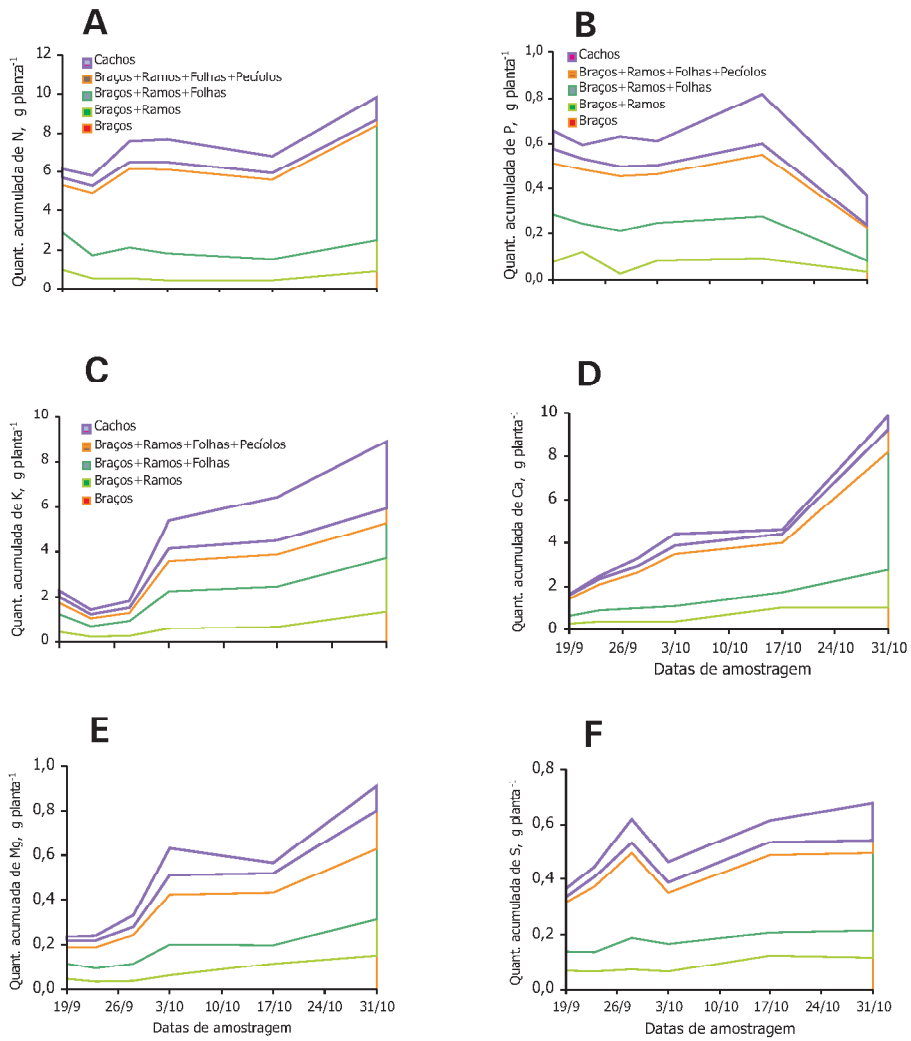 A
Quant. acumulada de N, g planta⁻¹
12
10
8
6
4
2
0
Cachos
Braços+Ramos+Folhas+Pecíolos
Braços+Ramos+Folhas
Braços+Ramos
Braços
B
Quant. acumulada de P, g planta⁻¹
1,0
0,8
0,6
0,4
0,2
0,0
Cachos
Braços+Ramos+Folhas+Pecíolos
Braços+Ramos+Folhas
Braços+Ramos
Braços
C
Quant. acumulada de K, g planta⁻¹
10
8
6
4
2
0
Cachos
Braços+Ramos+Folhas+Pecíolos
Braços+Ramos+Folhas
Braços+Ramos
Braços
D
Quant. acumulada de Ca, g planta⁻¹
10
8
6
4
2
0
19/9 26/9 3/10 10/10 17/10 24/10 31/10
Datas de amostragem
E
Quant. acumuada de Mg, g planta⁻¹
1,0
0,8
0,6
0,4
0,2
0,0
19/9 26/9 3/10 10/10 17/10 24/10 31/10
Datas de amostragem
F
Quant. acumulada de S, g planta⁻¹
0,8
0,6
0,4
0,2
0,0
19/9 26/9 3/10 10/10 17/10 24/10 31/10
Datas de amostragem